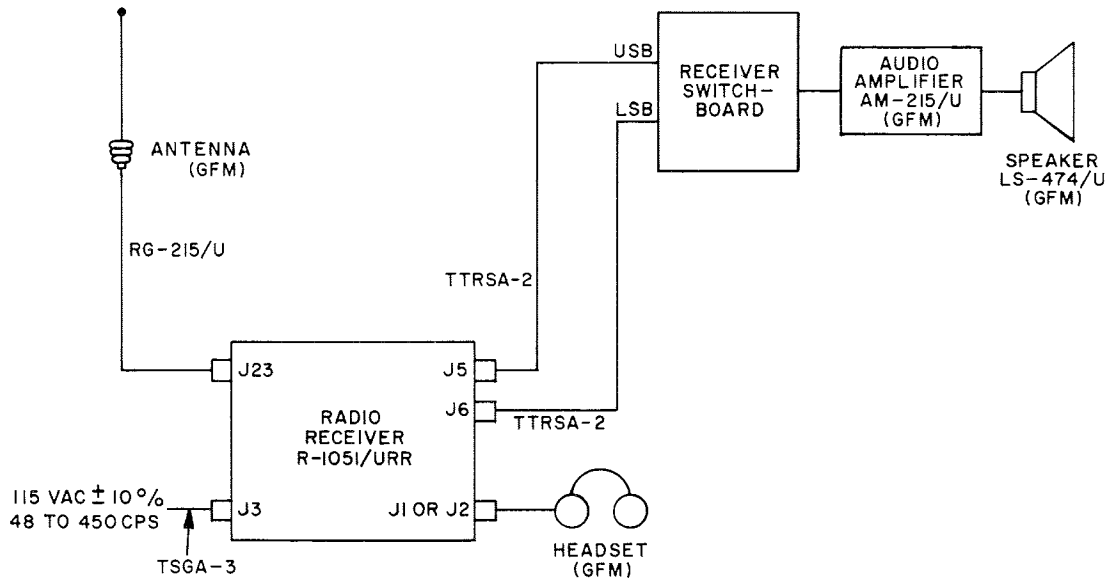 USB
LSB
RECEIVER
SWITCH-
BOARD
AUDIO
AMPLIFIER
AM-215/U
(GFM)
SPEAKER
LS-474/U
(GFM)
ANTENNA
(GFM)
RG-215/U
TTRSA-2
J23
J5
J6
TTRSA-2
RADIO
RECEIVER
R-1051/URR
115 VAC ± 10%
48 TO 450 CPS
J3
J1 OR J2
TSGA-3
HEADSET
(GFM)